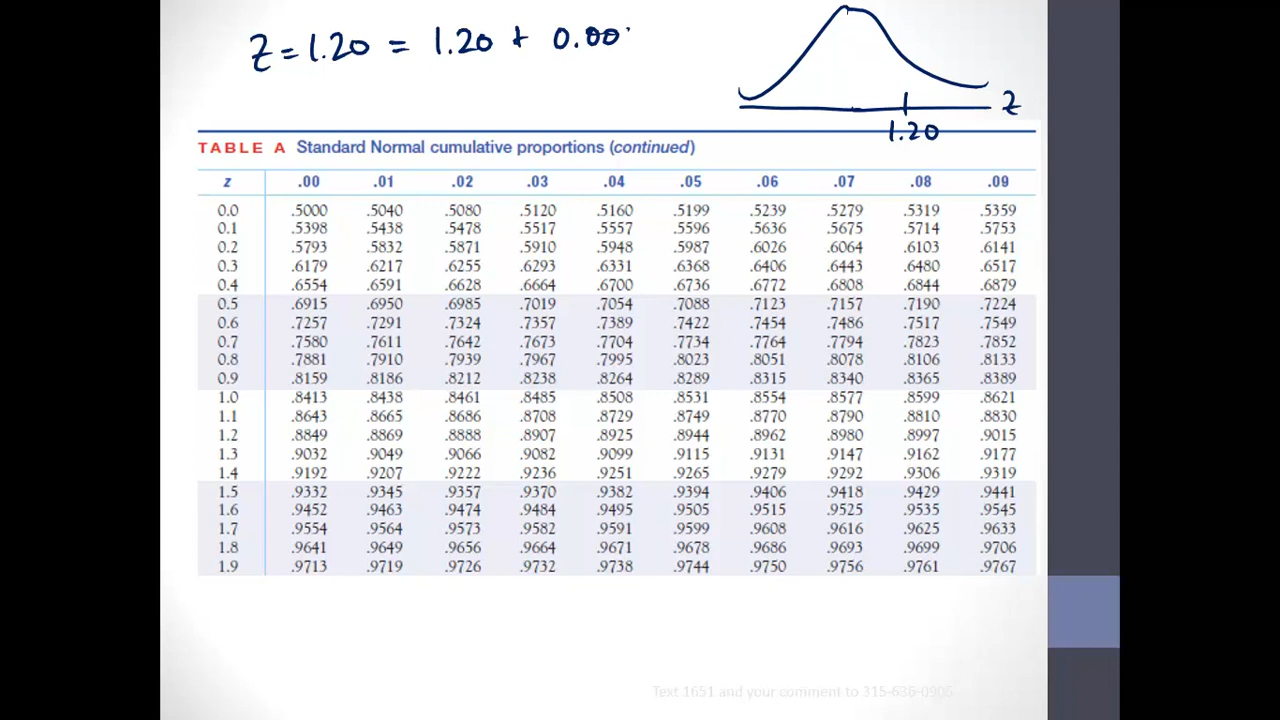 Z = 1.20 = 1.20 + 0.00
Z
1.20
TABLE A Standard Normal cumulative proportions (continued)
z .00 .01 .02 .03 .04 .05 .06 .07 .08 .09
0.0 .5000 .5040 .5080 .5120 .5160 .5199 .5239 .5279 .5319 .5359
0.1 .5398 .5438 .5478 .5517 .5557 .5596 .5636 .5675 .5714 .5753
0.2 .5793 .5832 .5871 .5910 .5948 .5987 .6026 .6064 .6103 .6141
0.3 .6179 .6217 .6255 .6293 .6331 .6368 .6406 .6443 .6480 .6517
0.4 .6554 .6591 .6628 .6664 .6700 .6736 .6772 .6808 .6844 .6879
0.5 .6915 .6950 .6985 .7019 .7054 .7088 .7123 .7157 .7190 .7224
0.6 .7257 .7291 .7324 .7357 .7389 .7422 .7454 .7486 .7517 .7549
0.7 .7580 .7611 .7642 .7673 .7704 .7734 .7764 .7794 .7823 .7852
0.8 .7881 .7910 .7939 .7967 .7995 .8023 .8051 .8078 .8106 .8133
0.9 .8159 .8186 .8212 .8238 .8264 .8289 .8315 .8340 .8365 .8389
1.0 .8413 .8438 .8461 .8485 .8508 .8531 .8554 .8577 .8599 .8621
1.1 .8643 .8665 .8686 .8708 .8729 .8749 .8770 .8790 .8810 .8830
1.2 .8849 .8869 .8888 .8907 .8925 .8944 .8962 .8980 .8997 .9015
1.3 .9032 .9049 .9066 .9082 .9099 .9115 .9131 .9147 .9162 .9177
1.4 .9192 .9207 .9222 .9236 .9251 .9265 .9279 .9292 .9306 .9319
1.5 .9332 .9345 .9357 .9370 .9382 .9394 .9406 .9418 .9429 .9441
1.6 .9452 .9463 .9474 .9484 .9495 .9505 .9515 .9525 .9535 .9545
1.7 .9554 .9564 .9573 .9582 .9591 .9599 .9608 .9616 .9625 .9633
1.8 .9641 .9649 .9656 .9664 .9671 .9678 .9686 .9693 .9699 .9706
1.9 .9713 .9719 .9726 .9732 .9738 .9744 .9750 .9756 .9761 .9767
Text 1651 and your comment to 315-636-0905